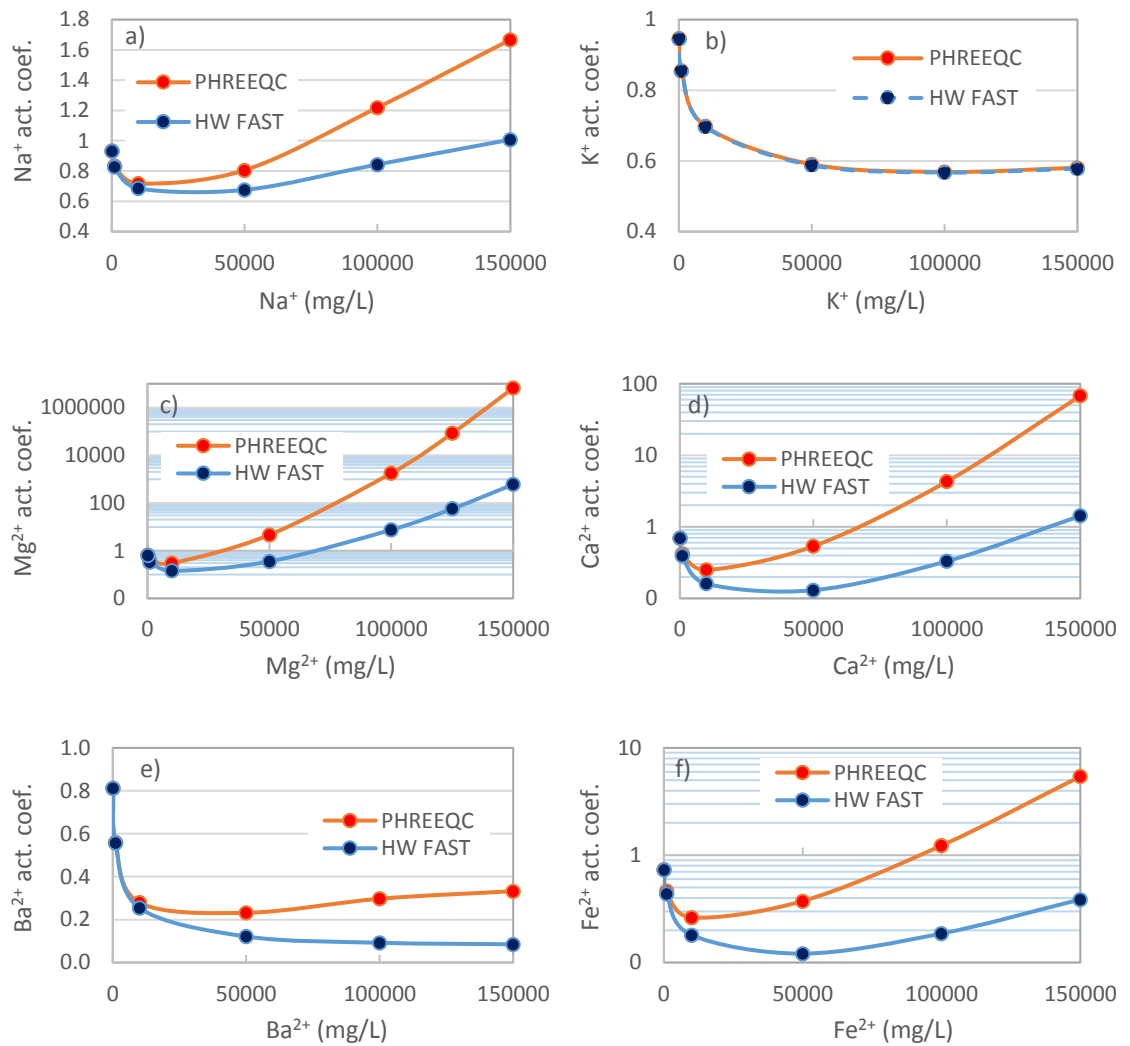 a)
Na⁺ act. coef.
1.8
1.6
1.4
1.2
1
0.8
0.6
0.4
PHREEQC
HW FAST
0 50000 100000 150000
Na⁺ (mg/L)
b)
K⁺ act. coef.
1
0.8
0.6
0.4
PHREEQC
HW FAST
0 50000 100000 150000
K⁺ (mg/L)
c)
Mg²⁺ act. coef.
1000000
10000
100
1
0
PHREEQC
HW FAST
0 50000 100000 150000
Mg²⁺ (mg/L)
d)
Ca²⁺ act. coef.
100
10
1
0
PHREEQC
HW FAST
0 50000 100000 150000
Ca²⁺ (mg/L)
e)
Ba²⁺ act. coef.
1.0
0.8
0.6
0.4
0.2
0.0
PHREEQC
HW FAST
0 50000 100000 150000
Ba²⁺ (mg/L)
f)
Fe²⁺ act. coef.
10
1
0
PHREEQC
HW FAST
0 50000 100000 150000
Fe²⁺ (mg/L)